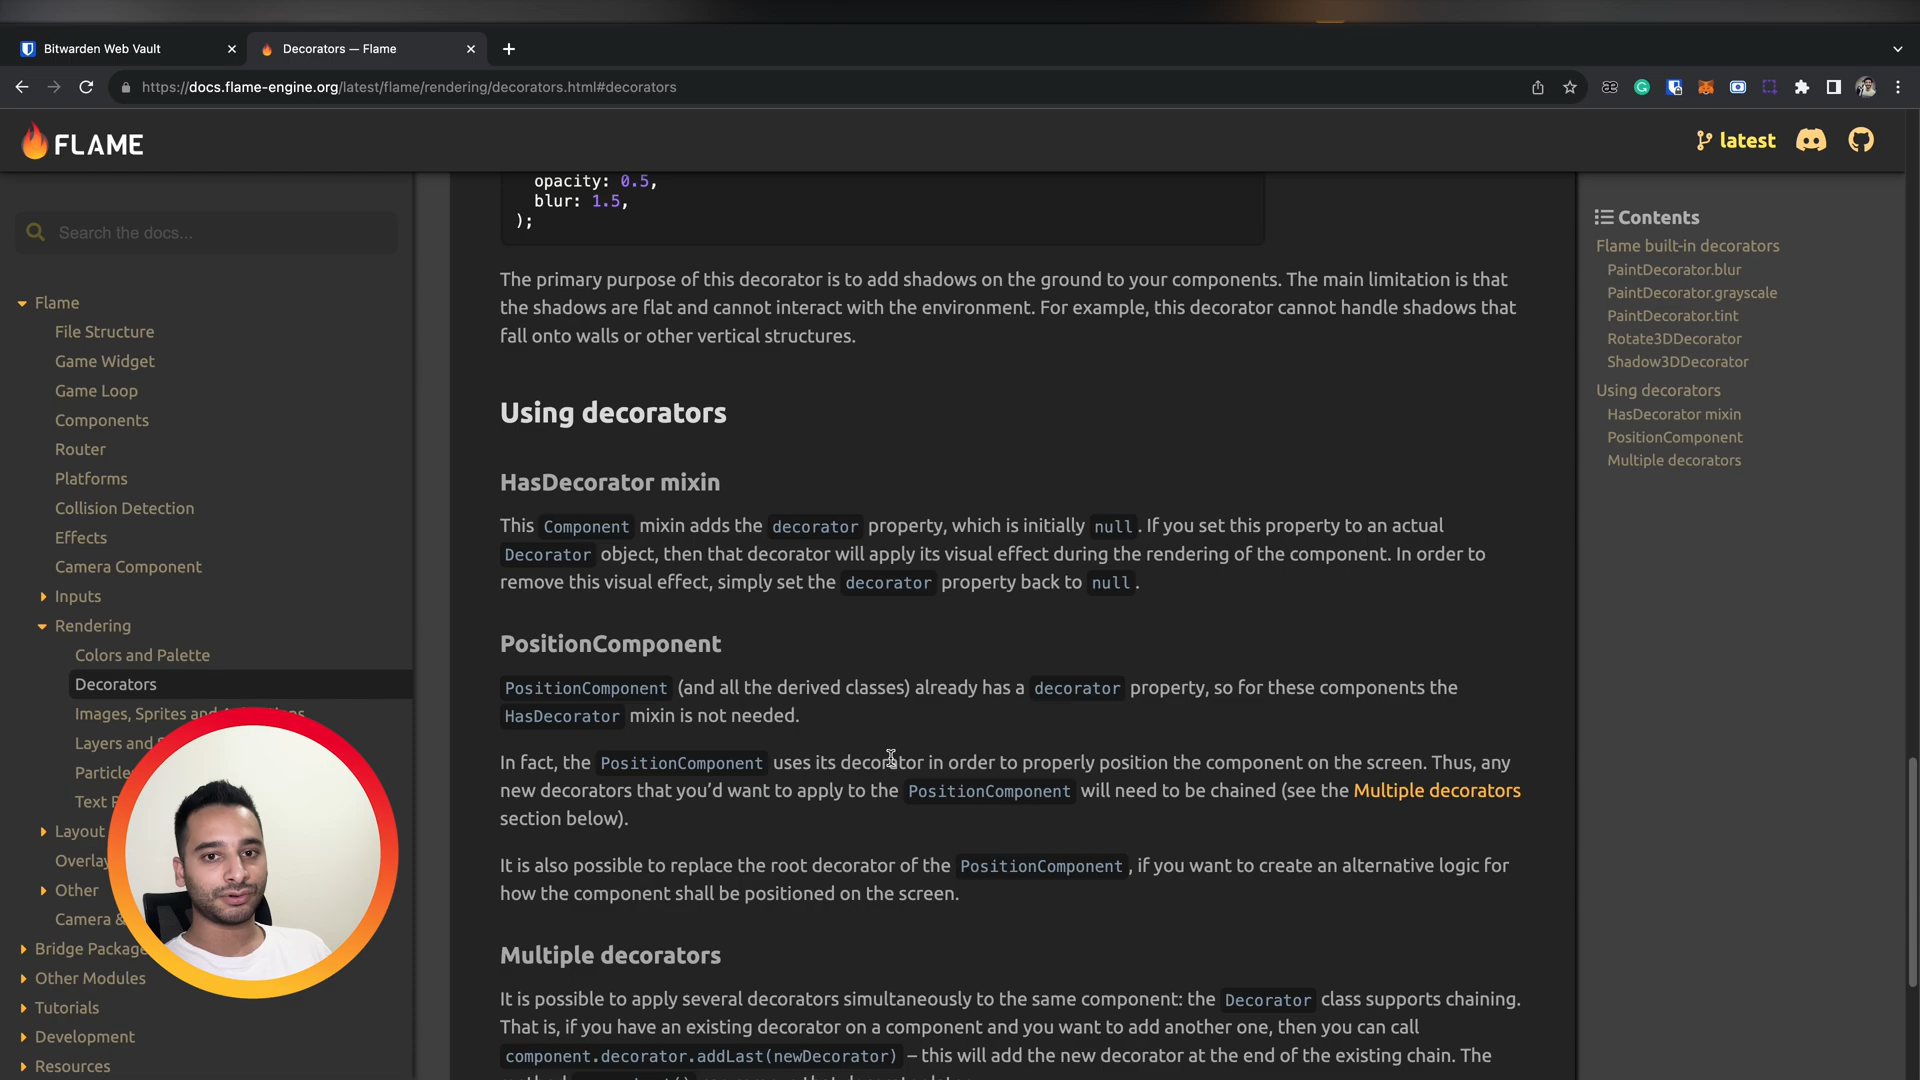 Bitwarden Web Vault
Decorators — Flame
https://docs.flame-engine.org/latest/flame/rendering/decorators.html#decorators
FLAME
latest
Search the docs...
Flame
File Structure
Game Widget
Game Loop
Components
Router
Platforms
Collision Detection
Effects
Camera Component
Inputs
Rendering
Colors and Palette
Decorators
Images, Sprites and
Layers and
Text
Layout
Other
Camera &
Bridge Package
Other Modules
Tutorials
Development
Resources
opacity: 0.5,
blur: 1.5,
);
The primary purpose of this decorator is to add shadows on the ground to your components. The main limitation is that
the shadows are flat and cannot interact with the environment. For example, this decorator cannot handle shadows that
fall onto walls or other vertical structures.
Using decorators
HasDecorator mixin
This Component mixin adds the decorator property, which is initially null. If you set this property to an actual
Decorator object, then that decorator will apply its visual effect during the rendering of the component. In order to
remove this visual effect, simply set the decorator property back to null.
PositionComponent
PositionComponent (and all the derived classes) already has a decorator property, so for these components the
HasDecorator mixin is not needed.
In fact, the PositionComponent uses its decorator in order to properly position the component on the screen. Thus, any
new decorators that you’d want to apply to the PositionComponent will need to be chained (see the Multiple decorators
section below).
It is also possible to replace the root decorator of the PositionComponent, if you want to create an alternative logic for
how the component shall be positioned on the screen.
Multiple decorators
It is possible to apply several decorators simultaneously to the same component: the Decorator class supports chaining.
That is, if you have an existing decorator on a component and you want to add another one, then you can call
component.decorator.addLast(newDecorator) – this will add the new decorator at the end of the existing chain. The
Contents
Flame built-in decorators
PaintDecorator.blur
PaintDecorator.grayscale
PaintDecorator.tint
Rotate3DDecorator
Shadow3DDecorator
Using decorators
HasDecorator mixin
PositionComponent
Multiple decorators